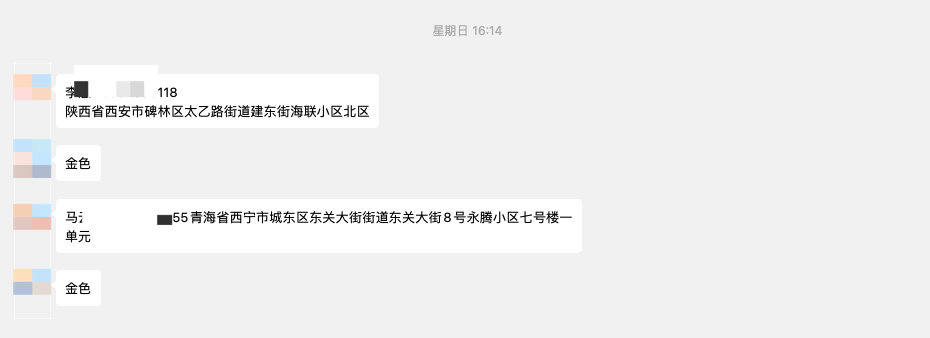 星期日 16:14
李 118
陕西省西安市碑林区太乙路街道建东街海联小区北区
金色
马 55青海省西宁市城东区东关大街街道东关大街8号永腾小区七号楼一
单元
金色